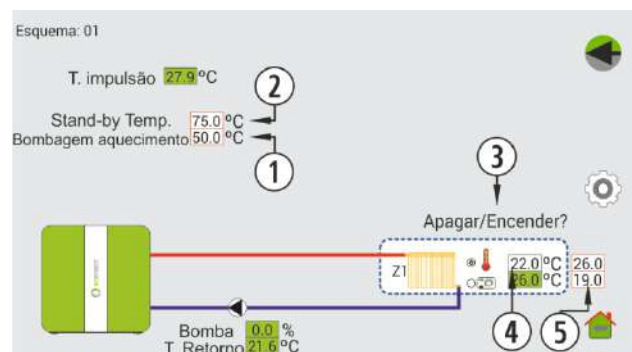 Esquema: 01
T. impulsão 27.9 ºC
2
Stand-by Temp. 75.0 ºC
Bombagem aquecimento 50.0 ºC
1
3
Apagar/Encender?
Z1
22.0 ºC 26.0
26.0 ºC 19.0
4
5
Bomba 0.0 %
T. Retorno 21.6 ºC